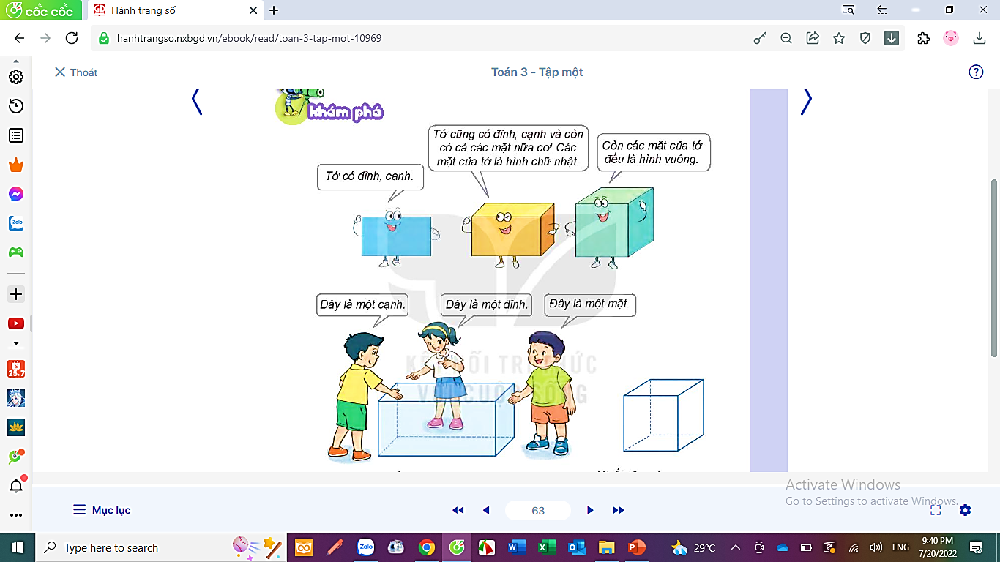 cốc cốc
Hành trang số
hanhtrangso.nxbgd.vn/ebook/read/toan-3-tap-mot-10969
Thoát
Toán 3 - Tập một
Khám phá
Tớ có đỉnh, cạnh.
Tớ cũng có đỉnh, cạnh và còn
có cả các mặt nữa cơ! Các
mặt của tớ là hình chữ nhật.
Còn các mặt của tớ
đều là hình vuông.
Đây là một cạnh.
Đây là một đỉnh.
Đây là một mặt.
KẾT NỐI TRI THỨC
VỚI CUỘC SỐNG
Zalo
25.7
Activate Windows
Go to Settings to activate Windows.
Mục lục
63
Type here to search
Zalo
29°C
ENG
9:40 PM
7/20/2022